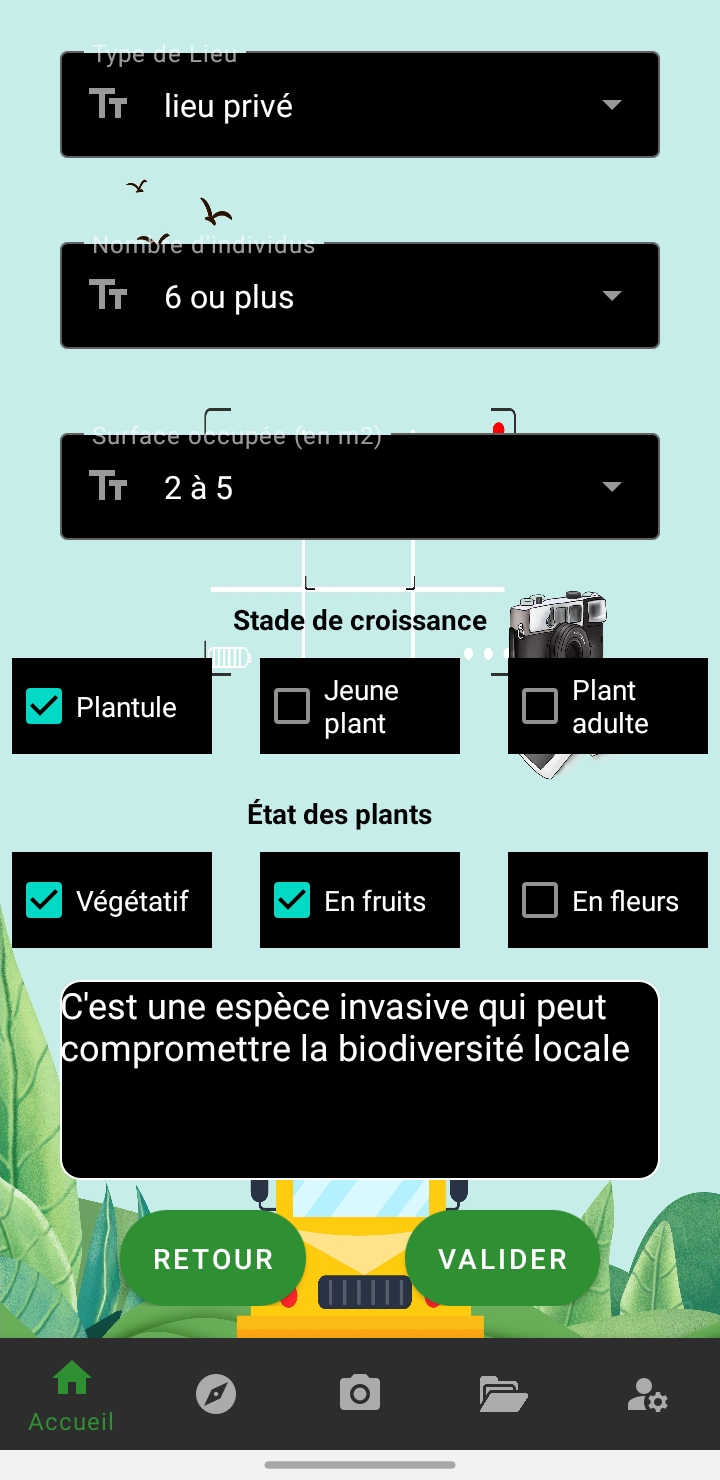 Type de Lieu
lieu privé
Nombre d'individus
6 ou plus
Surface occupée (en m2)
2 à 5
Stade de croissance
Plantule
Jeune
plant
Plant
adulte
État des plants
Végétatif
En fruits
En fleurs
C'est une espèce invasive qui peut
compromettre la biodiversité locale
RETOUR
VALIDER
Accueil